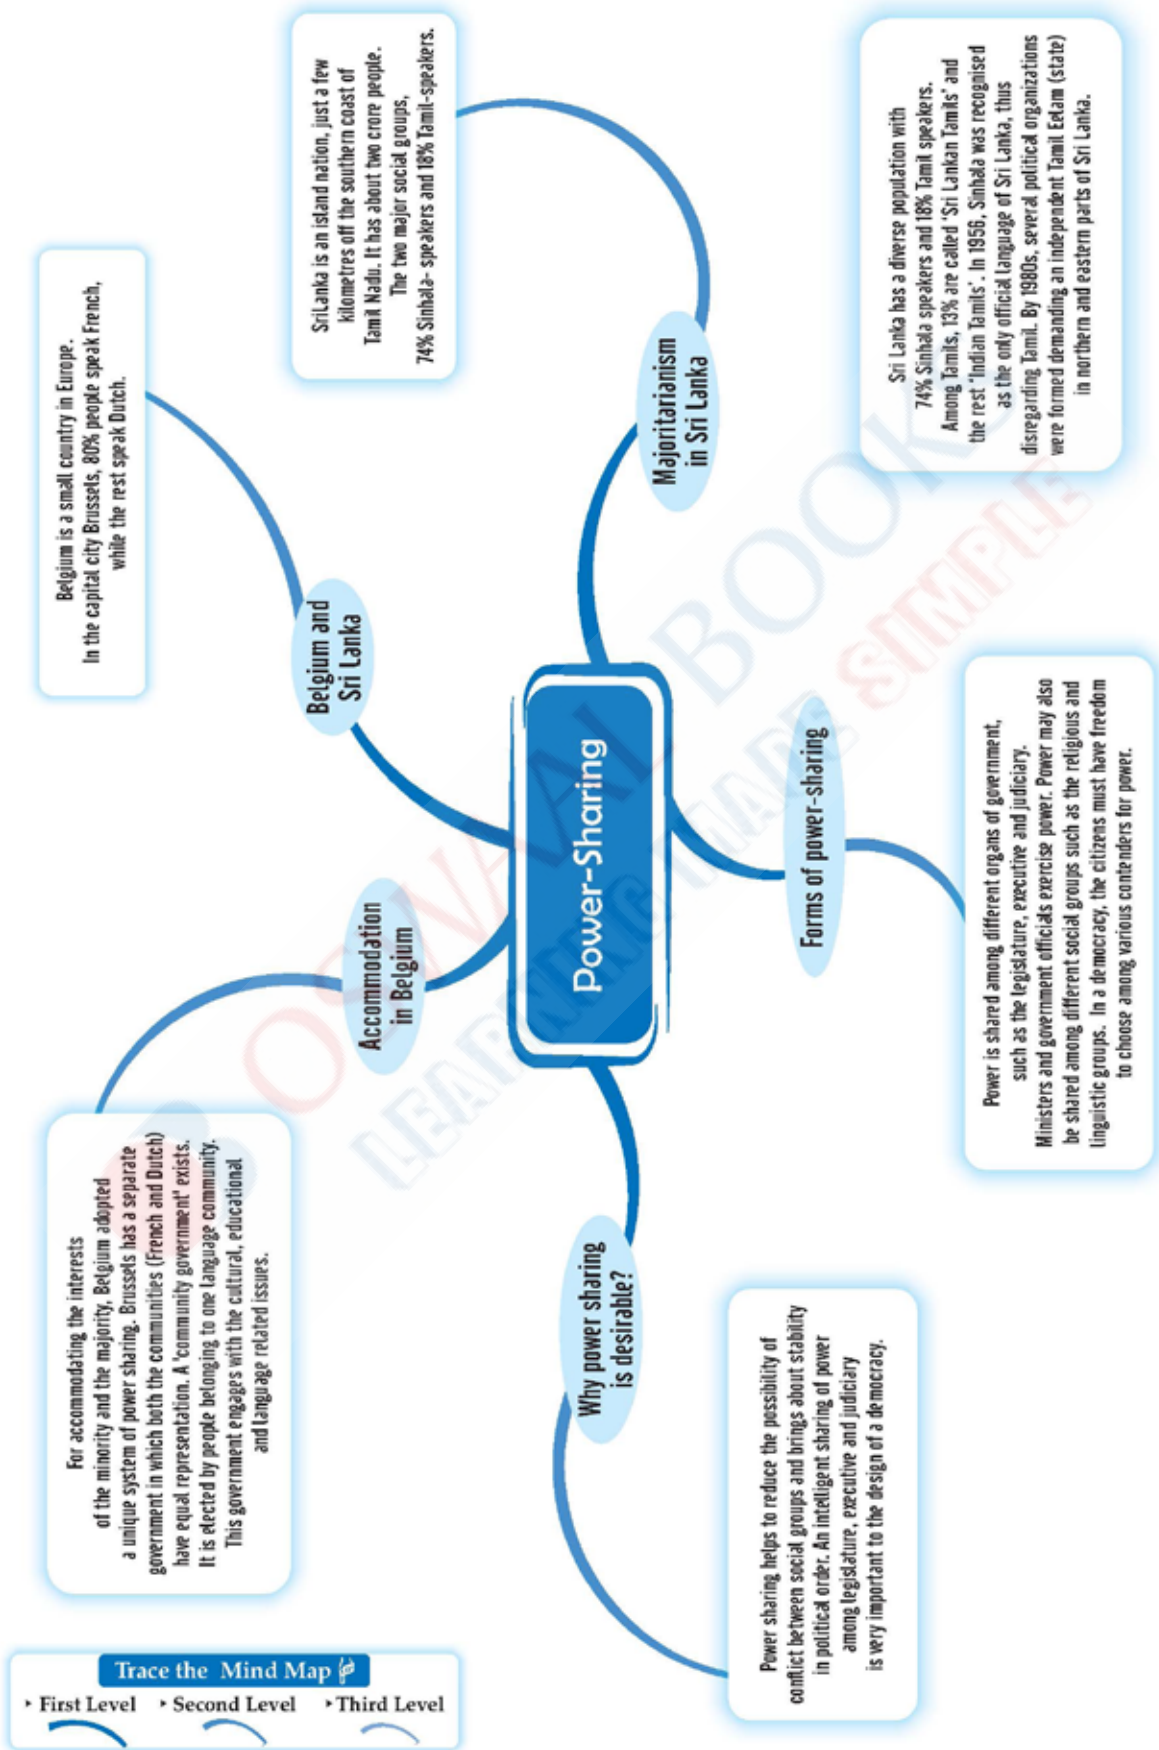 Trace the Mind Map
First Level
Second Level
Third Level
Power-Sharing
Accommodation
in Belgium
For accommodating the interests
of the minority and the majority, Belgium adopted
a unique system of power sharing. Brussels has a separate
government in which both the communities (French and Dutch)
have equal representation. A 'community government' exists.
It is elected by people belonging to one language community.
This government engages with the cultural, educational
and language related issues.
Belgium and
Sri Lanka
Belgium is a small country in Europe.
In the capital city Brussels, 80% people speak French,
while the rest speak Dutch.
Majoritarianism
in Sri Lanka
SriLanka is an island nation, just a few
kilometres off the southern coast of
Tamil Nadu. It has about two crore people.
The two major social groups,
74% Sinhala- speakers and 18% Tamil-speakers.
Sri Lanka has a diverse population with
74% Sinhala speakers and 18% Tamil speakers.
Among Tamils, 13% are called 'Sri Lankan Tamils' and
the rest 'Indian Tamils'. In 1956, Sinhala was recognised
as the only official language of Sri Lanka, thus
disregarding Tamil. By 1980s, several political organizations
were formed demanding an independent Tamil Eelam (state)
in northern and eastern parts of Sri Lanka.
Forms of power-sharing
Power is shared among different organs of government,
such as the legislature, executive and judiciary.
Ministers and government officials exercise power. Power may also
be shared among different social groups such as the religious and
linguistic groups. In a democracy, the citizens must have freedom
to choose among various contenders for power.
Why power sharing
is desirable?
Power sharing helps to reduce the possibility of
conflict between social groups and brings about stability
in political order. An intelligent sharing of power
among legislature, executive and judiciary
is very important to the design of a democracy.
OSWAAL BOOKS
LEARNING MADE SIMPLE